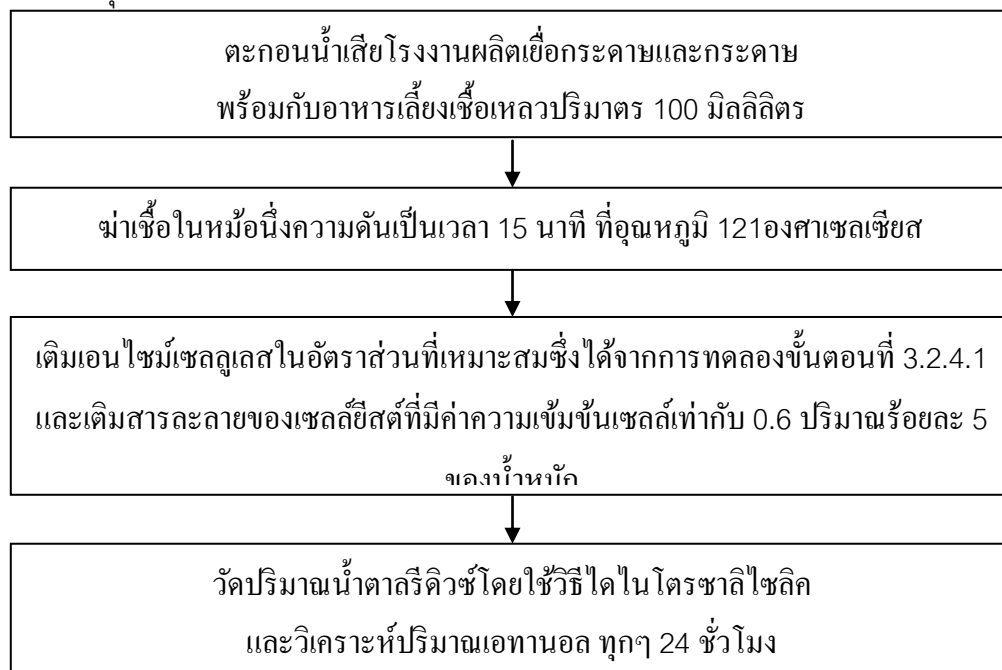 ตะกอนน้ำเสียโรงงานผลิตเยื่อกระดาษและกระดาษ
พร้อมกับอาหารเลี้ยงเชื้อเหลวปริมาตร 100 มิลลิลิตร
ฆ่าเชื้อในหม้อนึ่งความดันเป็นเวลา 15 นาที ที่อุณหภูมิ 121องศาเซลเซียส
เติมเอนไซม์เซลลูเลสในอัตราส่วนที่เหมาะสมซึ่งได้จากการทดลองขั้นตอนที่ 3.2.4.1
และเติมสารละลายของเซลล์ยีสต์ที่มีค่าความเข้มข้นเซลล์เท่ากับ 0.6 ปริมาณร้อยละ 5
ของน้ำหมัก
วัดปริมาณน้ำตาลรีดิวซ์โดยใช้วิธีไดไนโตรซาลิไซลิค
และวิเคราะห์ปริมาณเอทานอล ทุกๆ 24 ชั่วโมง